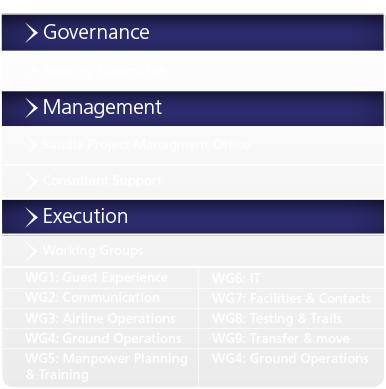 Governance
Management
Saudia Project Managment Office
Consultant Support
Execution
Working Groups
WG1: Guest Experience
WG2: Communication
WG3: Airline Operations
WG4: Ground Operations
WG5: Manpower Planning
& Training
WG6: IT
WG7: Facilities & Contacts
WG8: Testing & Trails
WG9: Transfer & move
WG4: Ground Operations